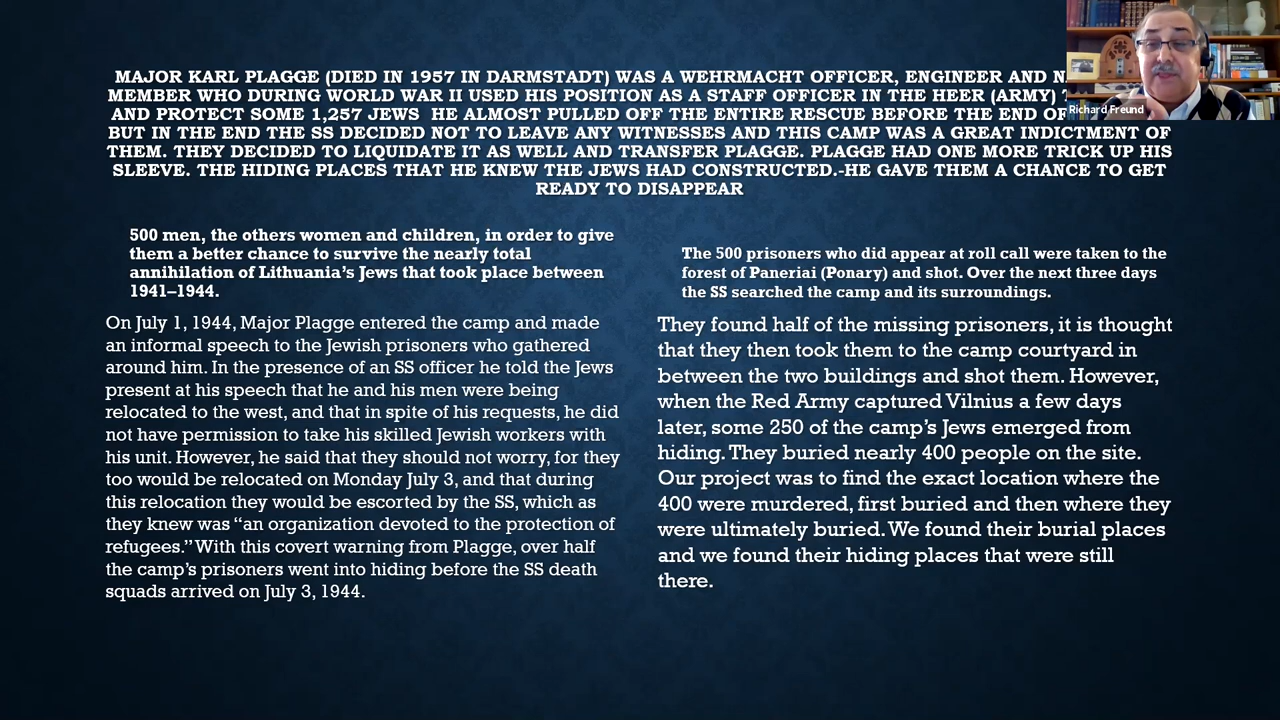 MAJOR KARL PLAGGE (DIED IN 1957 IN DARMSTADT) WAS A WEHRMACHT OFFICER, ENGINEER AND
MEMBER WHO DURING WORLD WAR II USED HIS POSITION AS A STAFF OFFICER IN THE HEER (ARMY)
AND PROTECT SOME 1,257 JEWS HE ALMOST PULLED OFF THE ENTIRE RESCUE BEFORE THE END
BUT IN THE END THE SS DECIDED NOT TO LEAVE ANY WITNESSES AND THIS CAMP WAS A GREAT INDICTMENT OF
THEM. THEY DECIDED TO LIQUIDATE IT AS WELL AND TRANSFER PLAGGE. PLAGGE HAD ONE MORE TRICK UP HIS
SLEEVE. THE HIDING PLACES THAT HE KNEW THE JEWS HAD CONSTRUCTED.-HE GAVE THEM A CHANCE TO GET
READY TO DISAPPEAR
Richard Freund
500 men, the others women and children, in order to give
them a better chance to survive the nearly total
annihilation of Lithuania's Jews that took place between
1941–1944.
On July 1, 1944, Major Plagge entered the camp and made
an informal speech to the Jewish prisoners who gathered
around him. In the presence of an SS officer he told the Jews
present at his speech that he and his men were being
relocated to the west, and that in spite of his requests, he did
not have permission to take his skilled Jewish workers with
his unit. However, he said that they should not worry, for they
too would be relocated on Monday July 3, and that during
this relocation they would be escorted by the SS, which as
they knew was “an organization devoted to the protection of
refugees.” With this covert warning from Plagge, over half
the camp’s prisoners went into hiding before the SS death
squads arrived on July 3, 1944.
The 500 prisoners who did appear at roll call were taken to the
forest of Paneriai (Ponary) and shot. Over the next three days
the SS searched the camp and its surroundings.
They found half of the missing prisoners, it is thought
that they then took them to the camp courtyard in
between the two buildings and shot them. However,
when the Red Army captured Vilnius a few days
later, some 250 of the camp’s Jews emerged from
hiding. They buried nearly 400 people on the site.
Our project was to find the exact location where the
400 were murdered, first buried and then where they
were ultimately buried. We found their burial places
and we found their hiding places that were still
there.